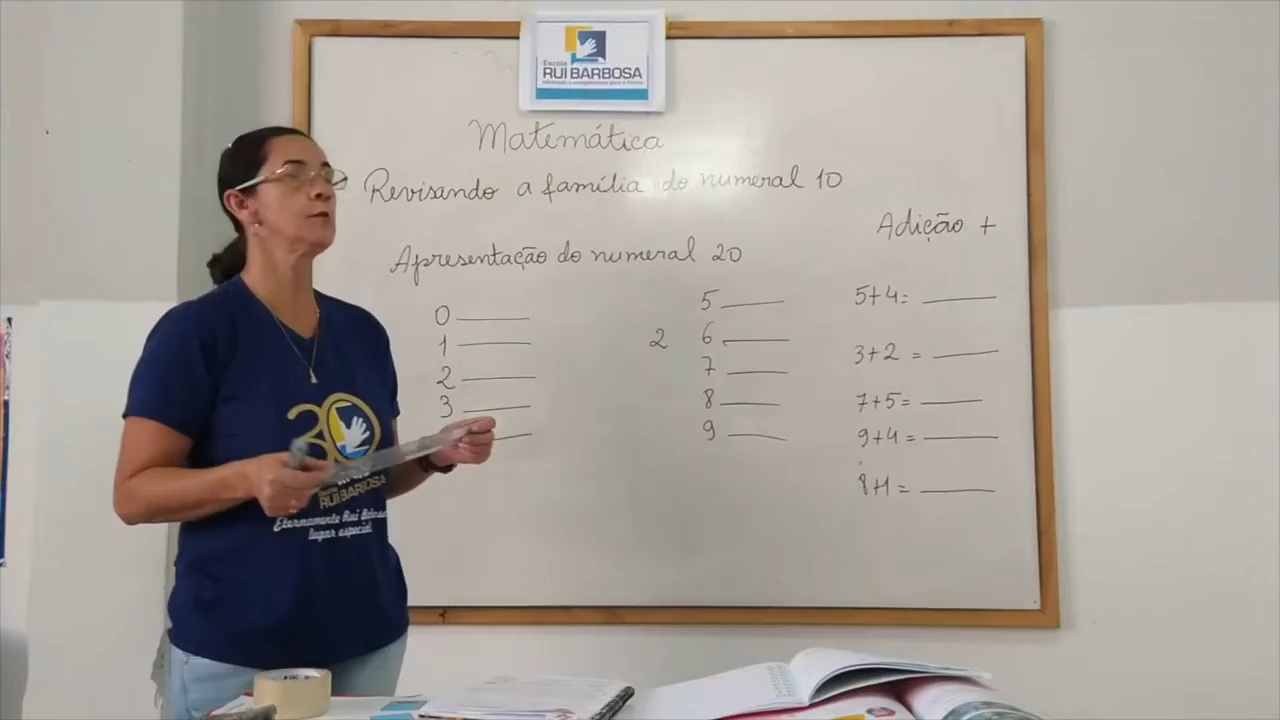 Escola
RUI BARBOSA
Matemática
Revisando a família do numeral 10
Adição +
Apresentação do numeral 20
0 ____
1 ____
2 ____
3 ____
2
5 ____
6 ____
7 ____
8 ____
9 ____
5+4= ____
3+2 = ____
7+5= ____
9+4= ____
8+1= ____
30
RUI BARBOSA
Eternamente Rui Barbosa
lugar especial